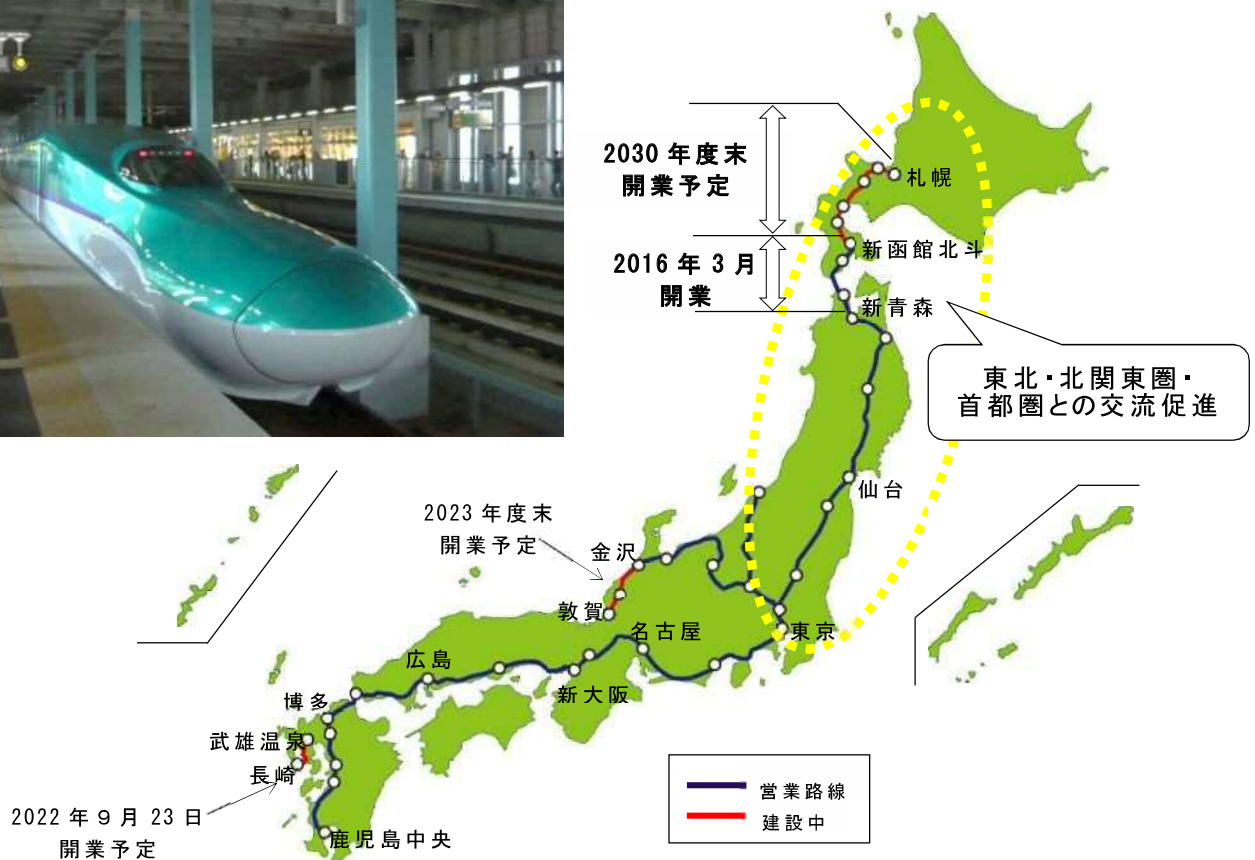 2030 年度末
開業予定
札幌
新函館北斗
2016 年 3 月
開業
新青森
東北・北関東圏・
首都圏との交流促進
仙台
2023 年度末
開業予定
金沢
敦賀
名古屋
東京
広島
新大阪
博多
武雄温泉
長崎
2022 年 9 月 23 日
開業予定
鹿児島中央
営業路線
建設中